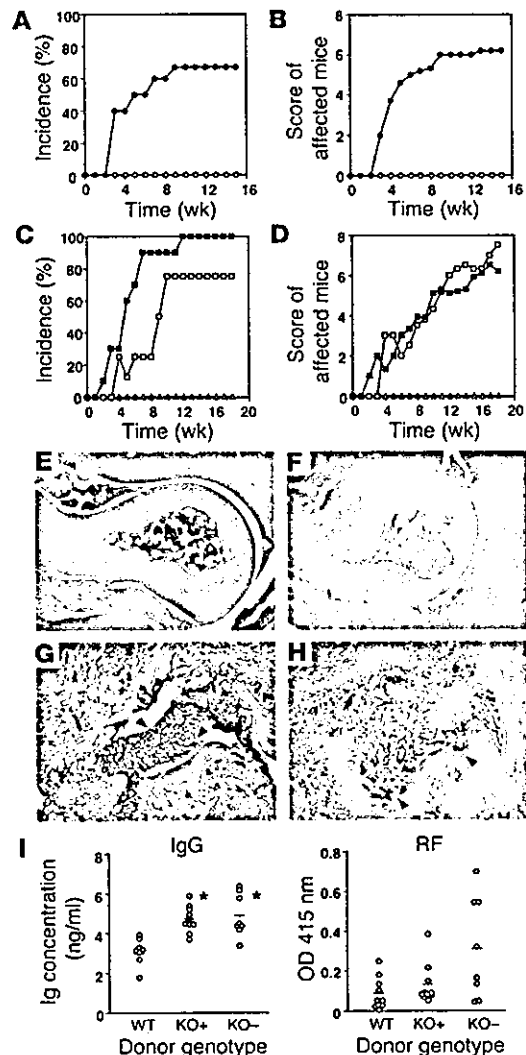 A
Incidence (%)
100
80
60
40
20
0
0 4 8 12 16
Time (wk)
B
Score of
affected mice
8
6
4
2
0
0 4 8 12 16
Time (wk)
C
Incidence (%)
100
80
60
40
20
0
0 4 8 12 16 20
Time (wk)
D
Score of
affected mice
8
6
4
2
0
0 4 8 12 16 20
Time (wk)
E
F
G
H
I
IgG
Ig concentration
(ng/ml)
8
6
4
2
0
* *
WT KO+ KO–
Donor genotype
RF
OD 415 nm
0.8
0.6
0.4
0.2
0
WT KO+ KO–
Donor genotype